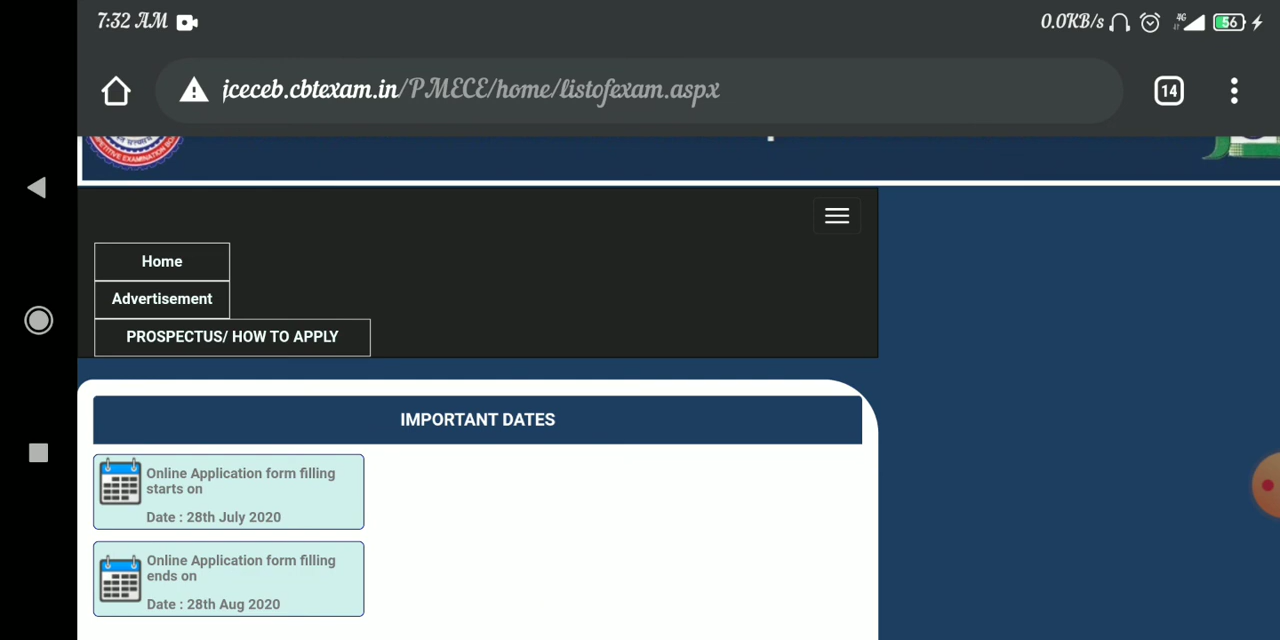 7:32 AM
0.0KB/s 4G 56
jceceb.cbtexam.in/PMECE/home/listofexam.aspx
14
Home
Advertisement
PROSPECTUS/ HOW TO APPLY
IMPORTANT DATES
Online Application form filling
starts on
Date : 28th July 2020
Online Application form filling
ends on
Date : 28th Aug 2020